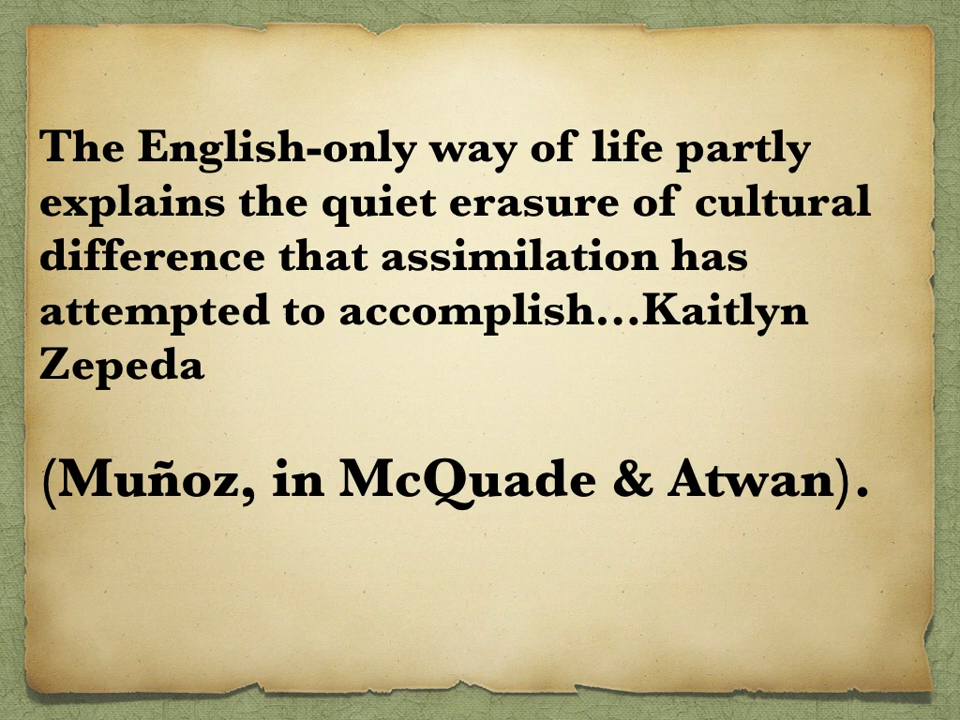 The English-only way of life partly
explains the quiet erasure of cultural
difference that assimilation has
attempted to accomplish...Kaitlyn
Zepeda
(Muñoz, in McQuade & Atwan).